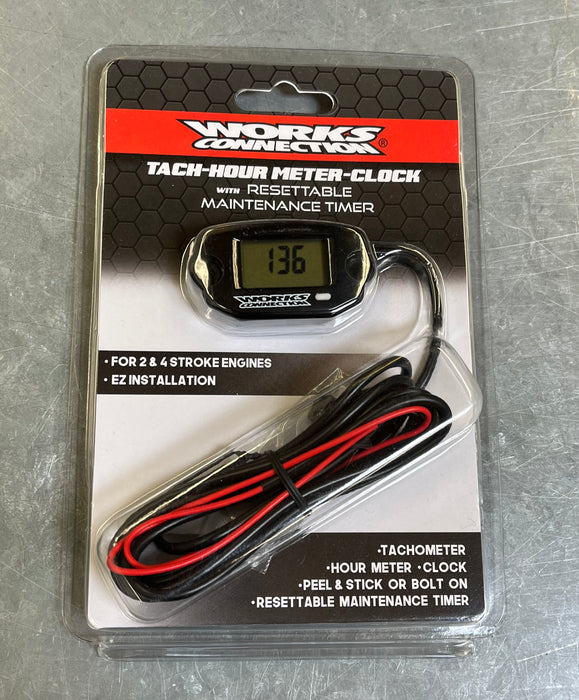 WORKS
CONNECTION®
TACH-HOUR METER-CLOCK
WITH RESETTABLE
MAINTENANCE TIMER
136
WORKS
CONNECTION
• FOR 2 & 4 STROKE ENGINES
• EZ INSTALLATION
•TACHOMETER
•HOUR METER •CLOCK
•PEEL & STICK OR BOLT ON
•RESETTABLE MAINTENANCE TIMER